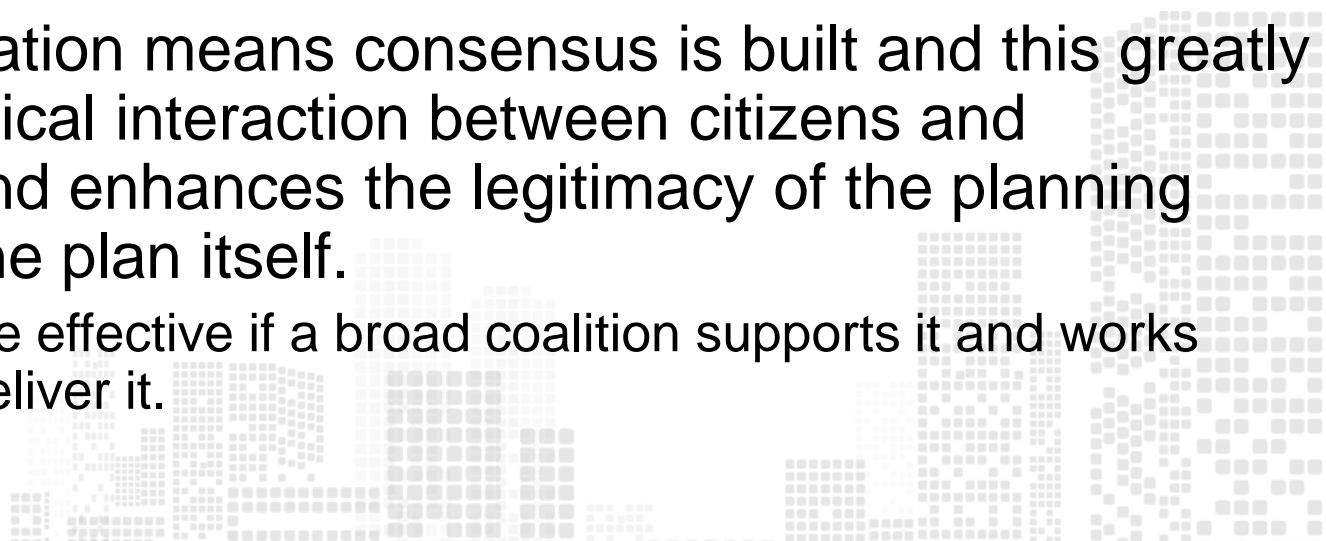 ation means consensus is built and this greatly
ical interaction between citizens and
nd enhances the legitimacy of the planning
he plan itself.
e effective if a broad coalition supports it and works
eliver it.